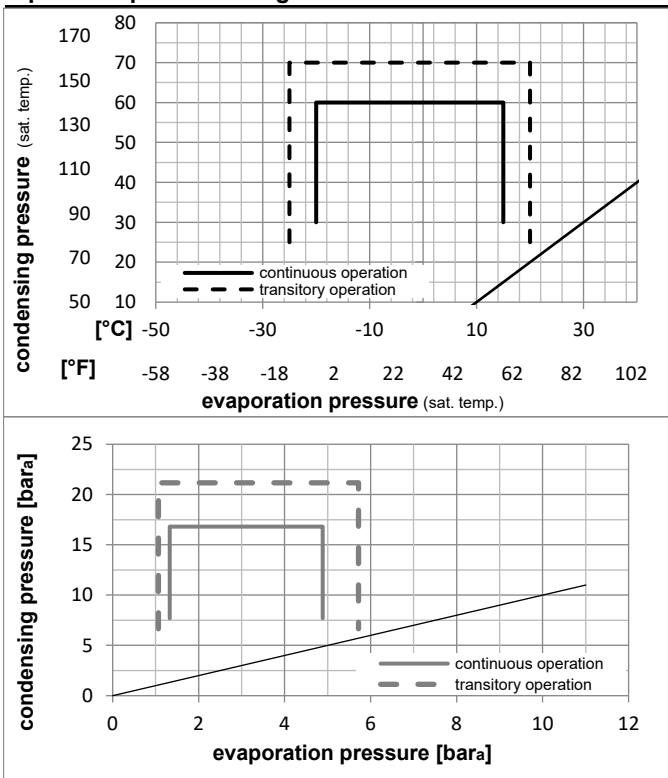 condensing pressure (sat. temp.)
170 80
70
150 60
130 50
110 40
90 30
70 20
50 10
continuous operation
transitory operation
[°C] -50 -30 -10 10 30
[°F] -58 -38 -18 2 22 42 62 82 102
evaporation pressure (sat. temp.)
condensing pressure [bara]
25
20
15
10
5
0
continuous operation
transitory operation
0 2 4 6 8 10 12
evaporation pressure [bara]